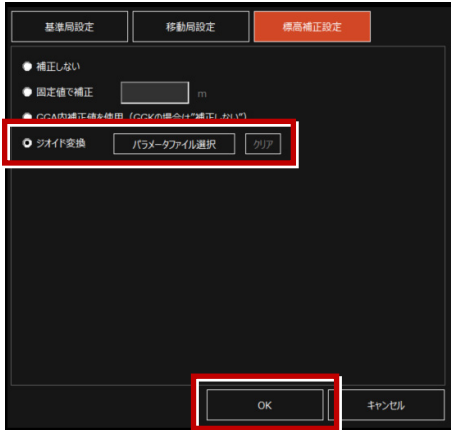 基準局設定 移動局設定 標高補正設定
補正しない
固定値で補正 m
GGA内補正値を使用（GGKの場合は"補正しない"）
ジオイド変換 パラメータファイル選択 クリア
OK キャンセル